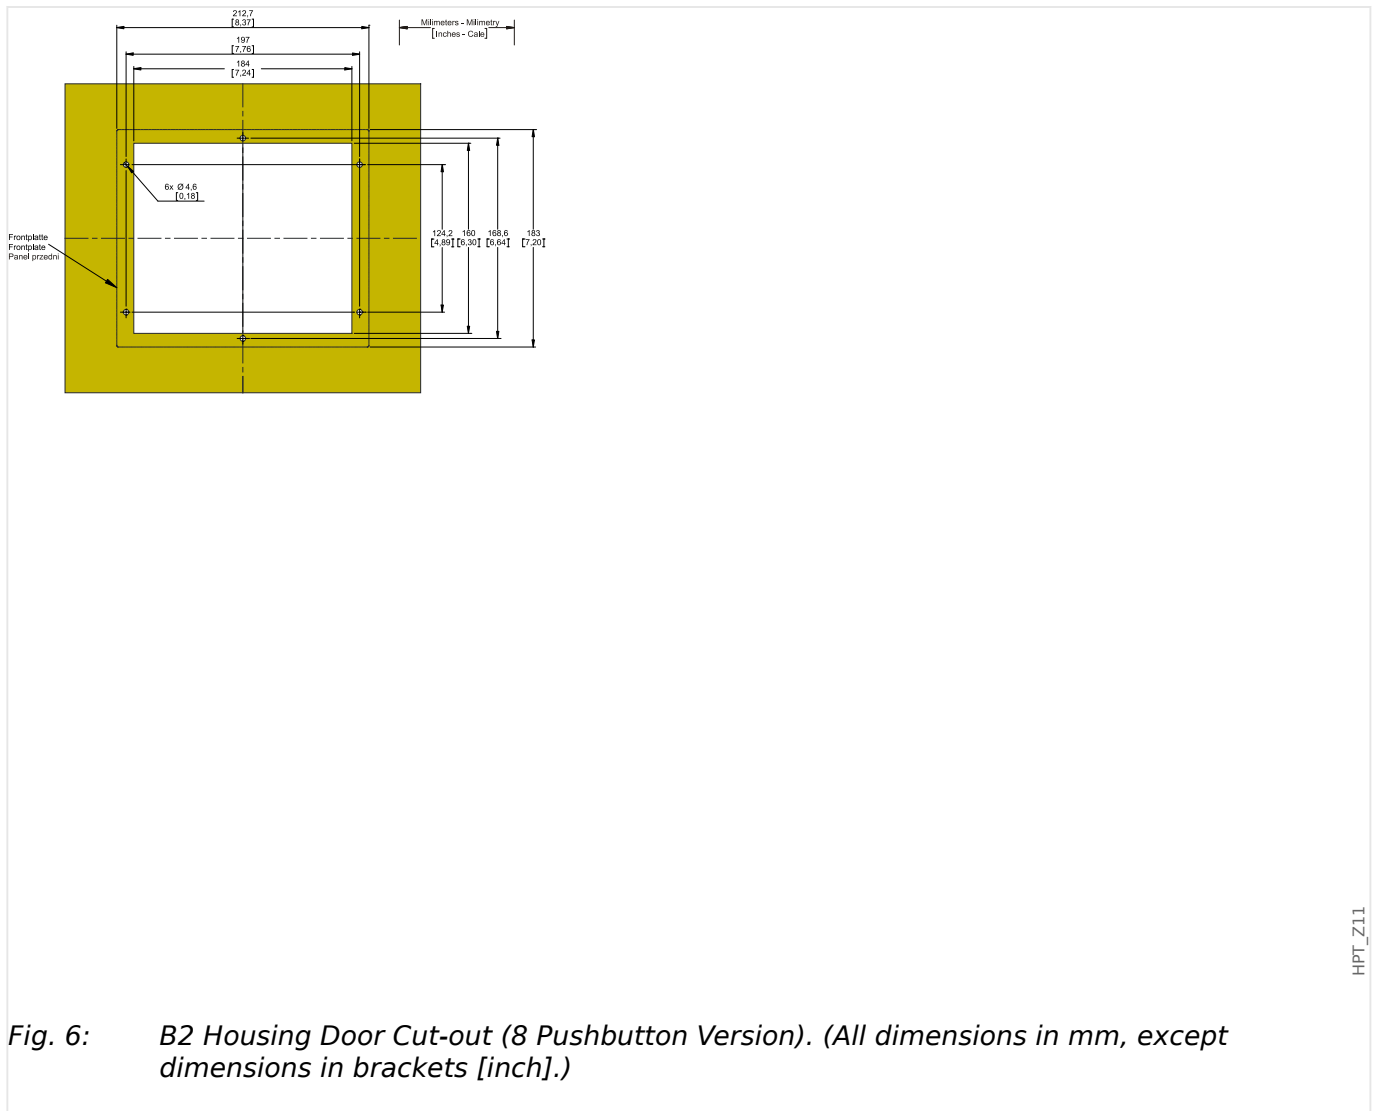 212,7
[8,37]
Milimeters - Milimetry
[Inches - Cale]
197
[7,76]
184
[7,24]
6x Ø 4,6
[0,18]
Frontplatte
Frontplate
Panel przedni
124,2
[4,89]
160
[6,30]
168,6
[6,64]
183
[7,20]
HPT_Z11
Fig. 6: B2 Housing Door Cut-out (8 Pushbutton Version). (All dimensions in mm, except
dimensions in brackets [inch].)